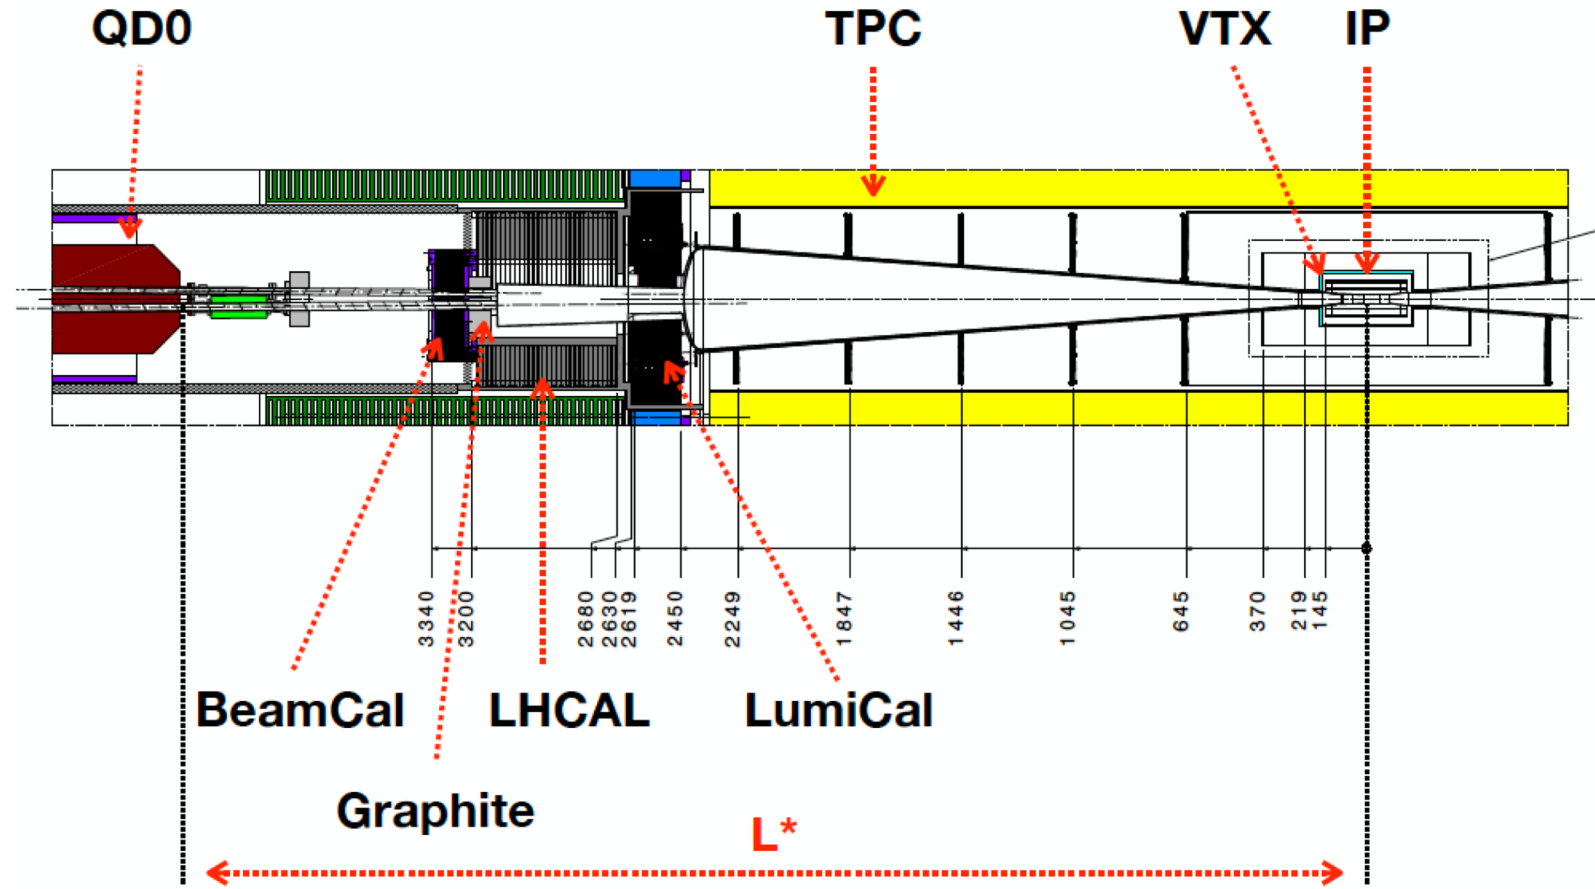 QD0 TPC VTX IP
3340 3200 2680 2630 2619 2450 2249 1847 1446 1045 645 370 219 145
BeamCal LHCAL LumiCal
Graphite
L*